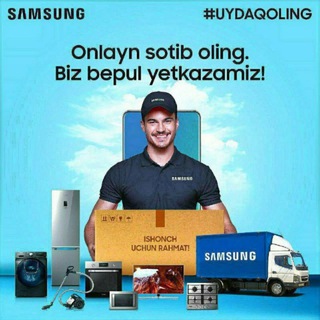 SAMSUNG
#UYDAQOLING
Onlayn sotib oling.
Biz bepul yetkazamiz!
SAMSUNG
ISHONCH
UCHUN RAHMAT!
SAMSUNG